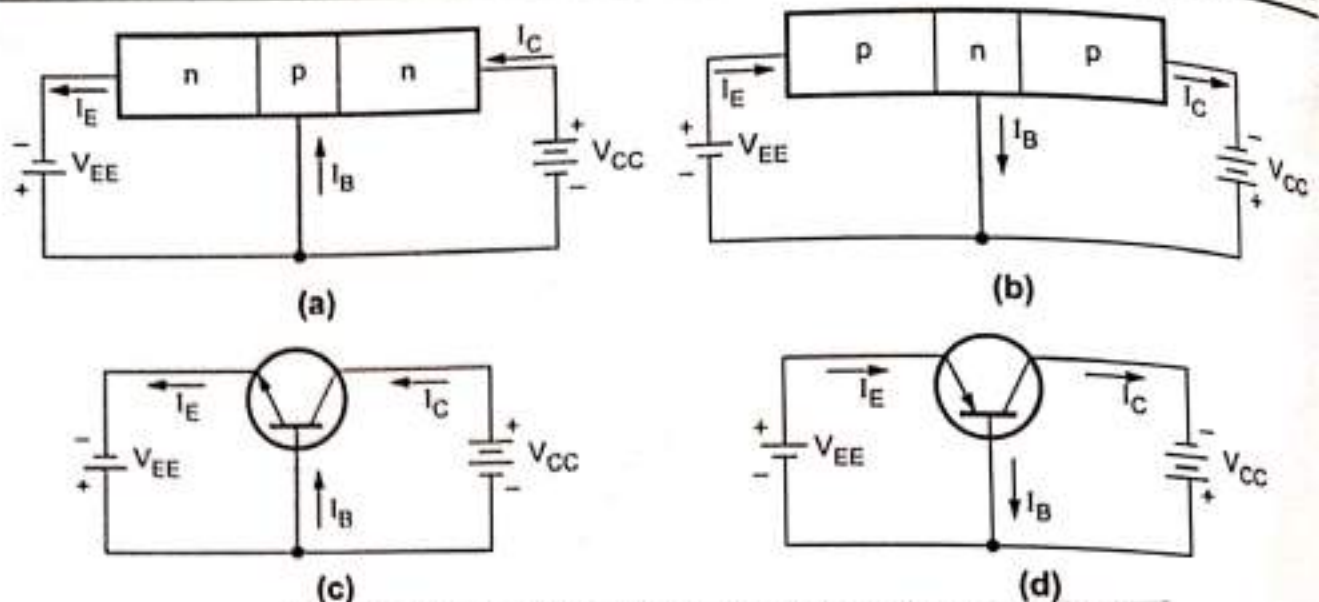 n p n
I_C
I_E
- V_EE +
I_B
+ V_CC -
(a)
p n p
I_E
I_C
+ V_EE -
I_B
- V_CC +
(b)
I_E
I_C
- V_EE +
I_B
+ V_CC -
(c)
I_E
I_C
+ V_EE -
I_B
- V_CC +
(d)